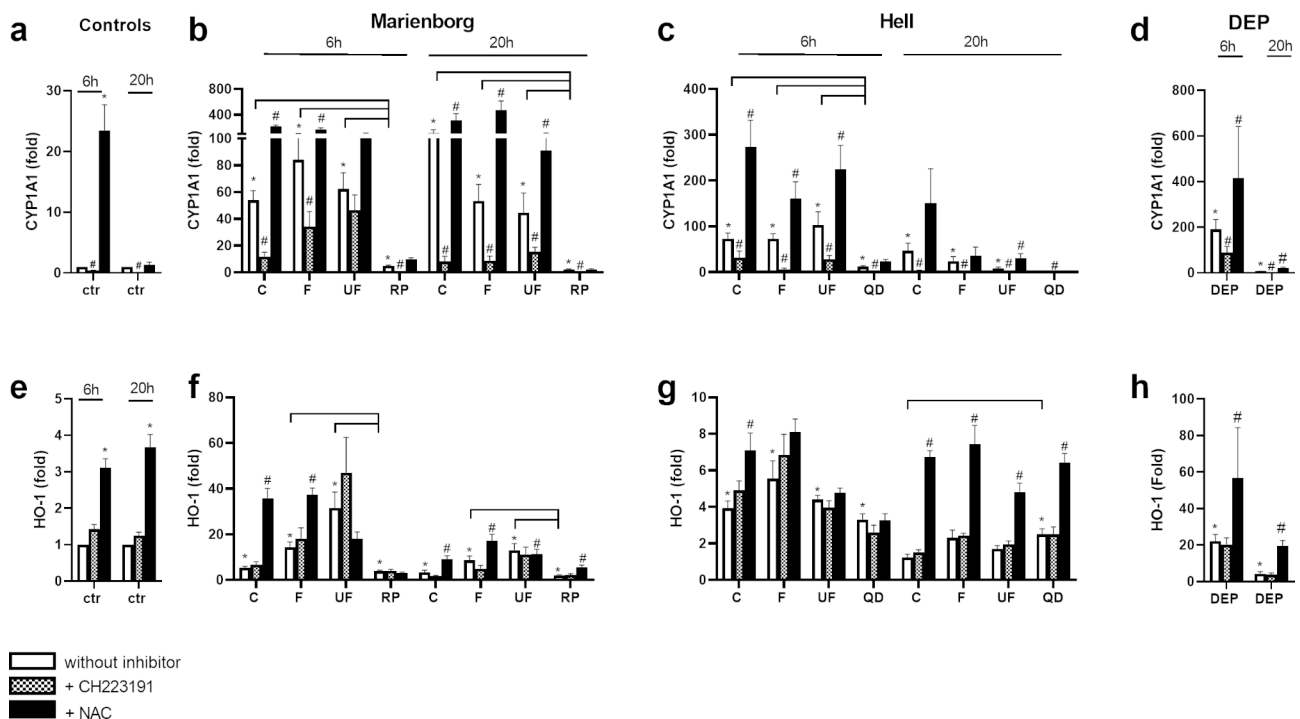 a
Controls
6h
20h
CYP1A1 (fold)
30
20
10
0
*
#
#
ctr
ctr
b
Marienborg
6h
20h
CYP1A1 (fold)
800
400
100
80
60
40
20
0
* # # * # # * * # * # # * # # * # # * #
C F UF RP C F UF RP
c
Hell
6h
20h
CYP1A1 (fold)
400
300
200
100
0
* # # * # # * # # * # * # * # * # # #
C F UF QD C F UF QD
d
DEP
6h
20h
CYP1A1 (fold)
800
600
400
200
0
* # # * # #
DEP DEP
e
6h
20h
HO-1 (fold)
5
4
3
2
1
0
* *
ctr
ctr
f
HO-1 (fold)
80
60
40
20
0
* # * # * * * # * # * # * #
C F UF RP C F UF RP
g
HO-1 (fold)
10
8
6
4
2
0
* # * * * # # # * #
C F UF QD C F UF QD
h
HO-1 (Fold)
100
80
60
40
20
0
* # * #
DEP DEP
without inhibitor
+ CH223191
+ NAC